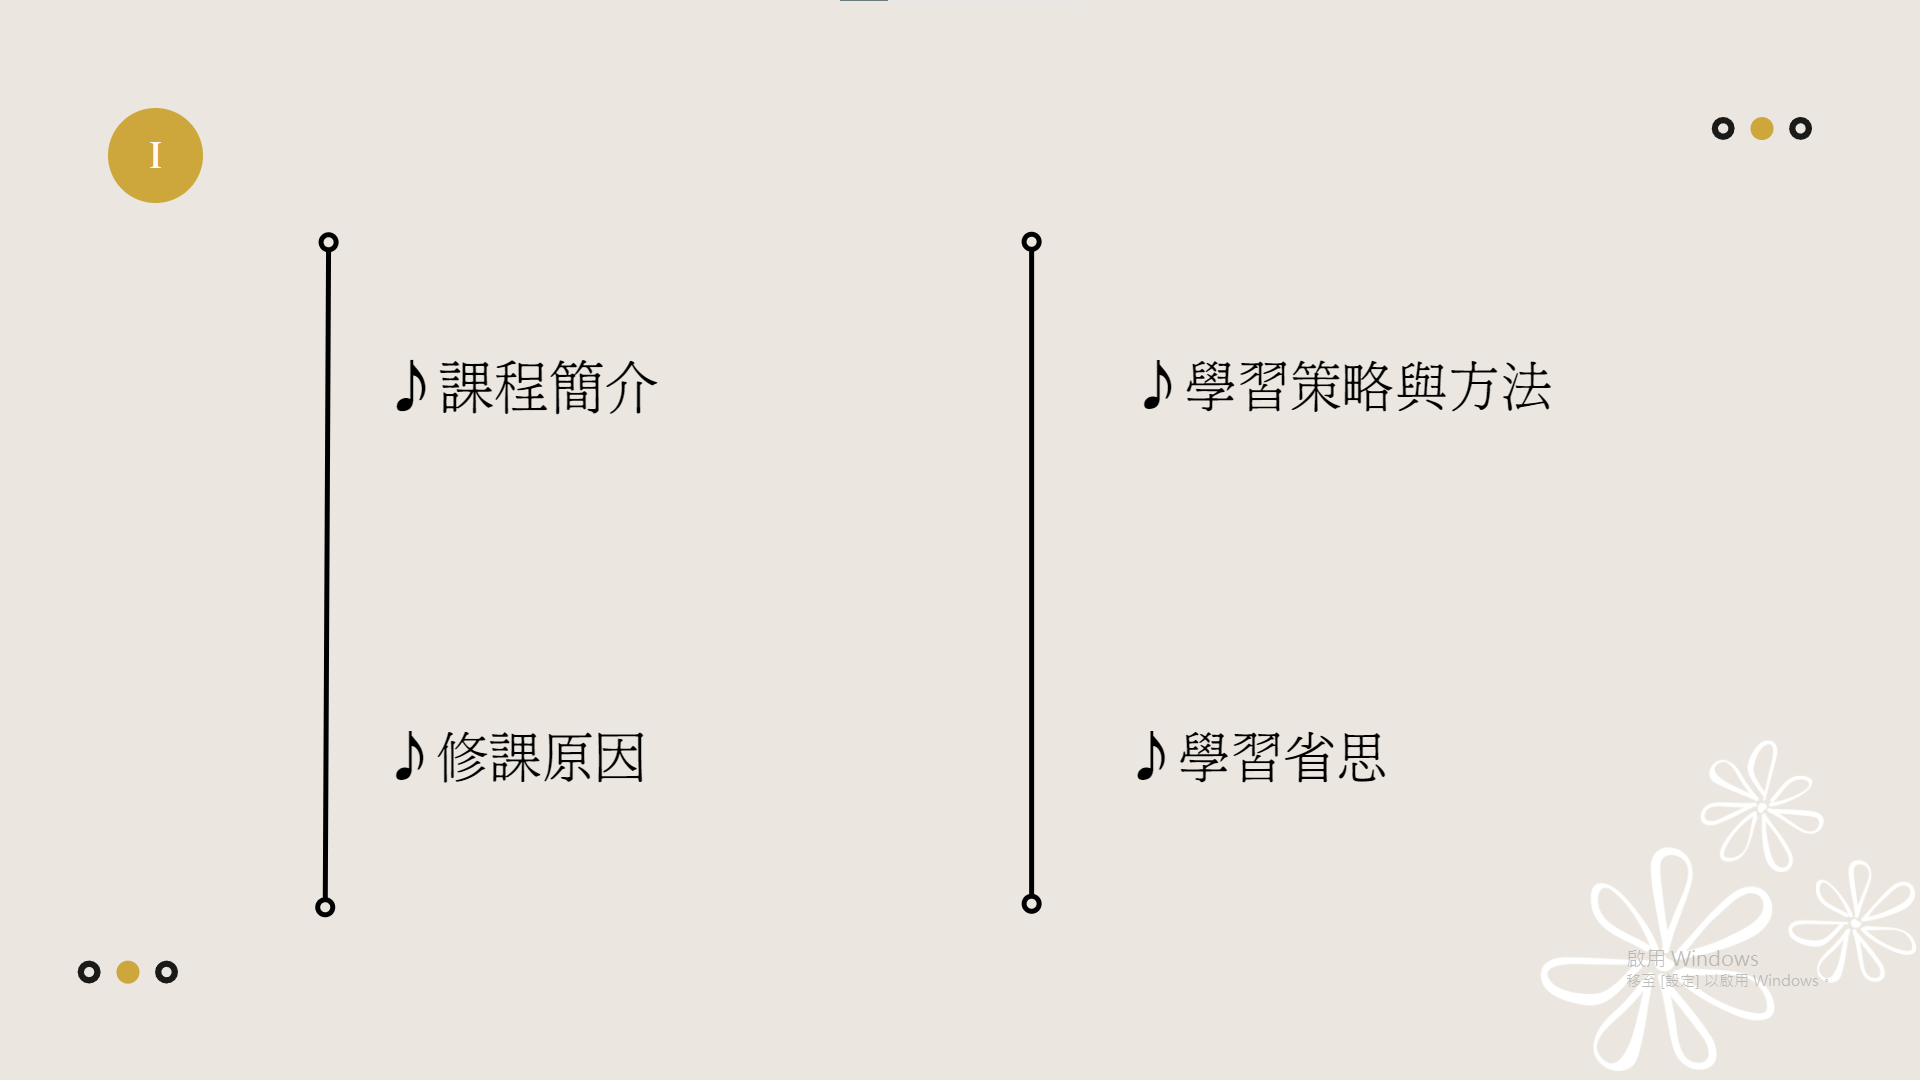 I
♪課程簡介
♪修課原因
♪學習策略與方法
♪學習省思
啟用 Windows
移至 [設定] 以啟用 Windows。